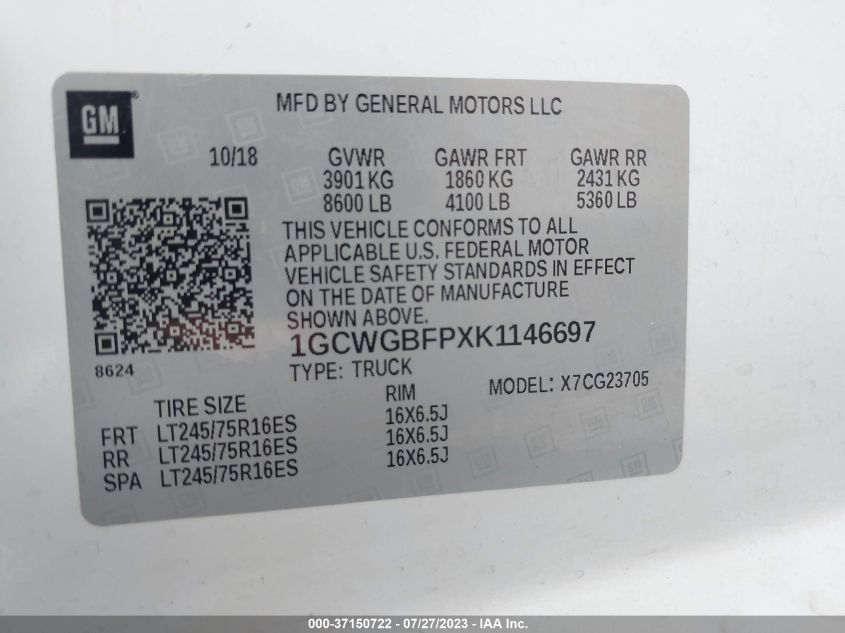 GM ®
MFD BY GENERAL MOTORS LLC
10/18 GVWR GAWR FRT GAWR RR
3901 KG 1860 KG 2431 KG
8600 LB 4100 LB 5360 LB
THIS VEHICLE CONFORMS TO ALL
APPLICABLE U.S. FEDERAL MOTOR
VEHICLE SAFETY STANDARDS IN EFFECT
ON THE DATE OF MANUFACTURE
SHOWN ABOVE.
1GCWGBFPXK1146697
8624
TYPE: TRUCK
MODEL: X7CG23705
TIRE SIZE RIM
FRT LT245/75R16ES 16X6.5J
RR LT245/75R16ES 16X6.5J
SPA LT245/75R16ES 16X6.5J
000-37150722 - 07/27/2023 - IAA Inc.